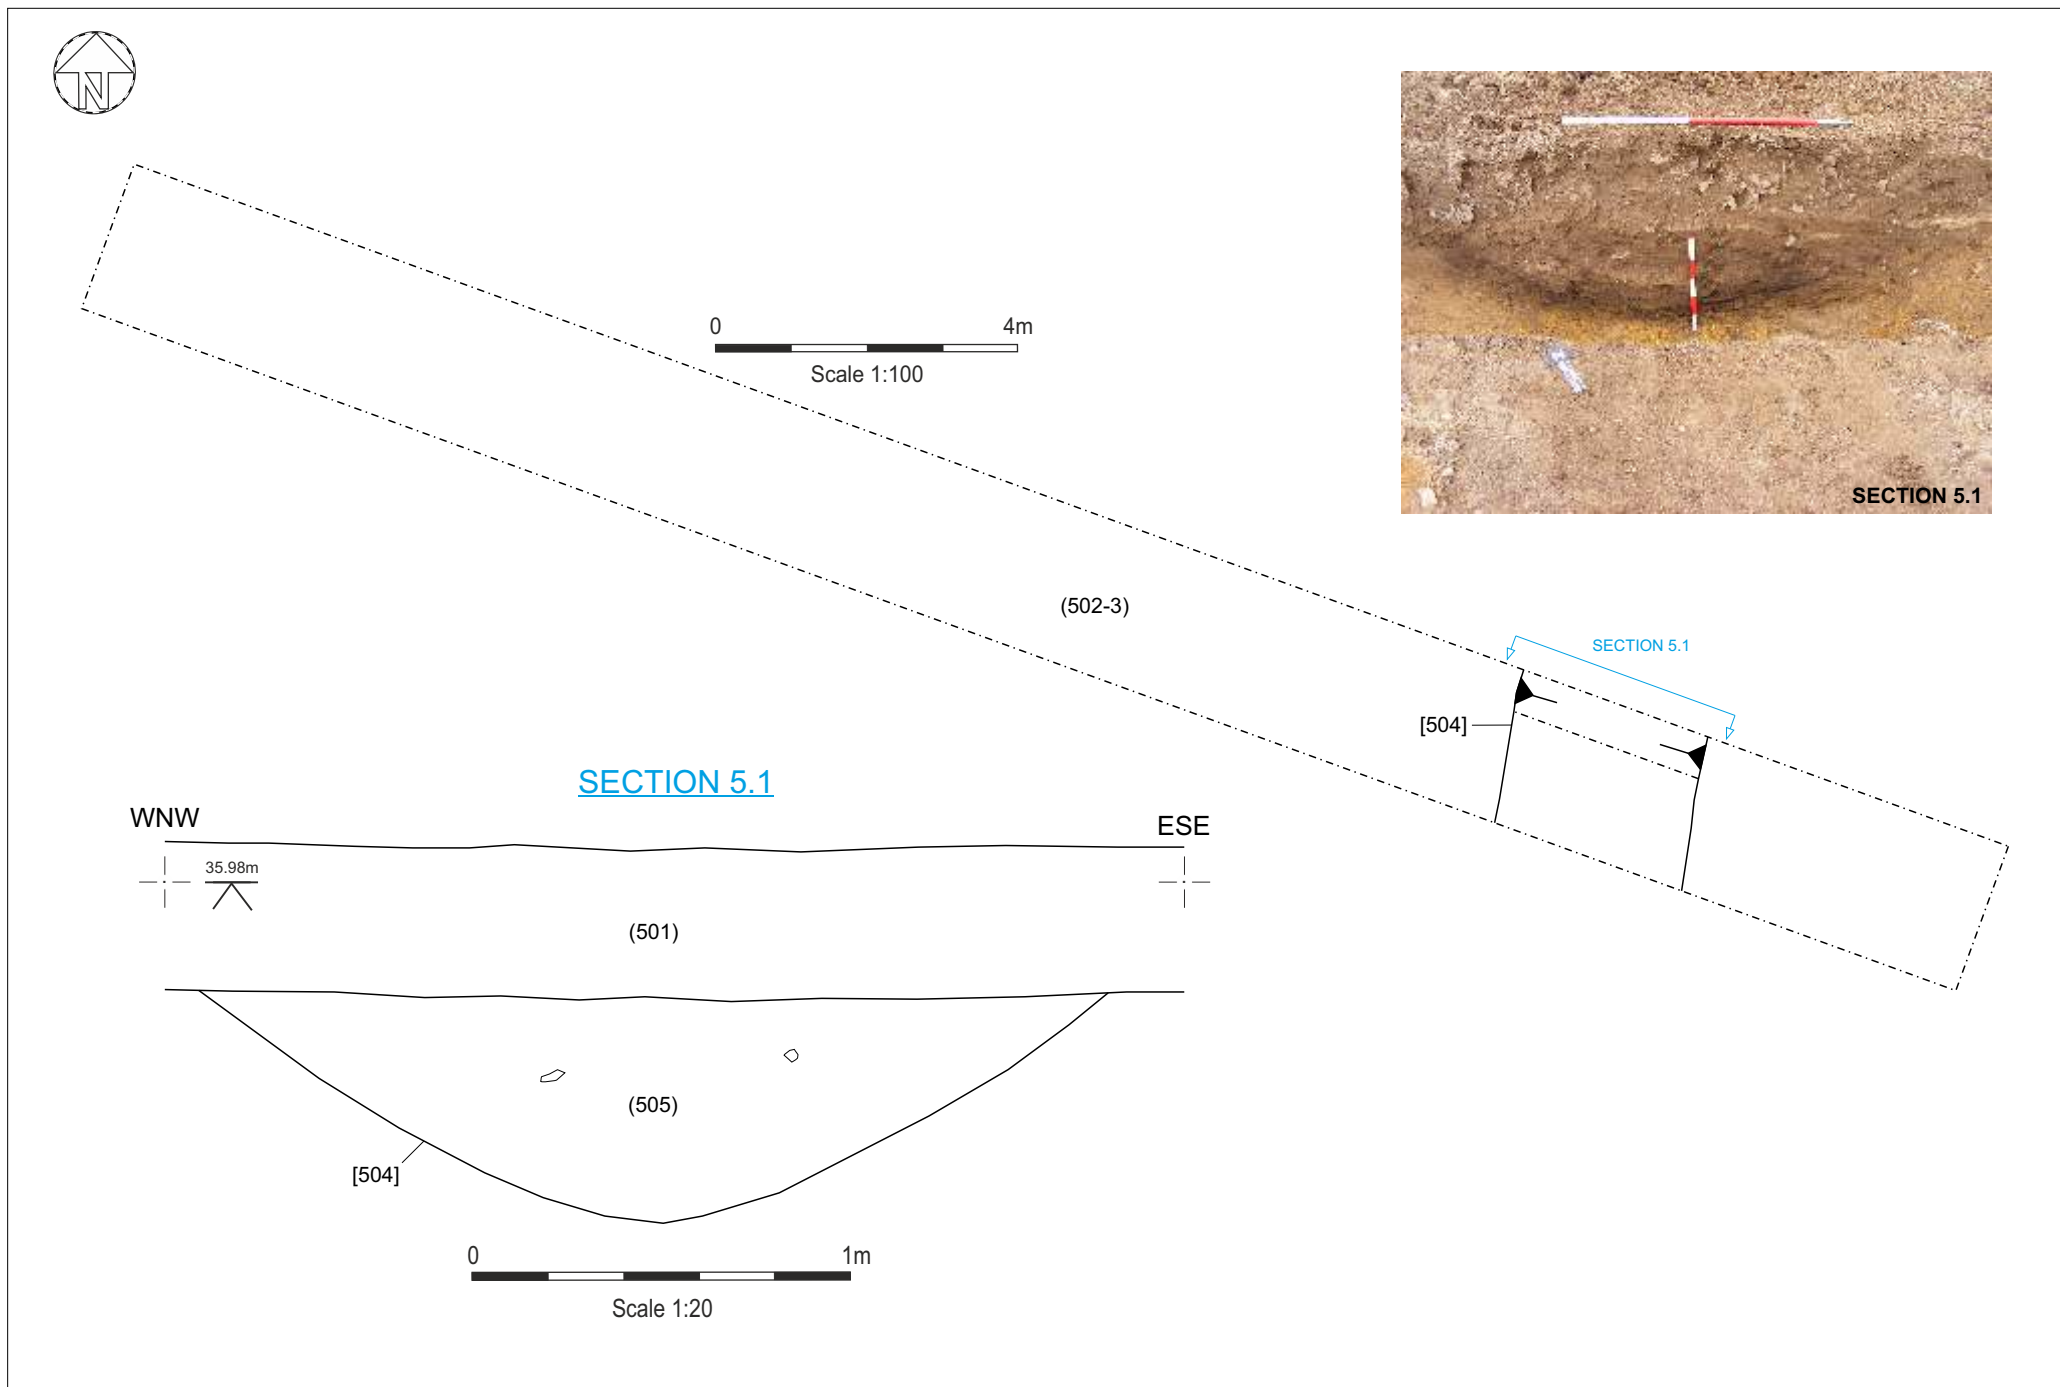 N
0 4m
Scale 1:100
SECTION 5.1
(502-3)
SECTION 5.1
[504]
SECTION 5.1
WNW
ESE
35.98m
(501)
(505)
[504]
0 1m
Scale 1:20